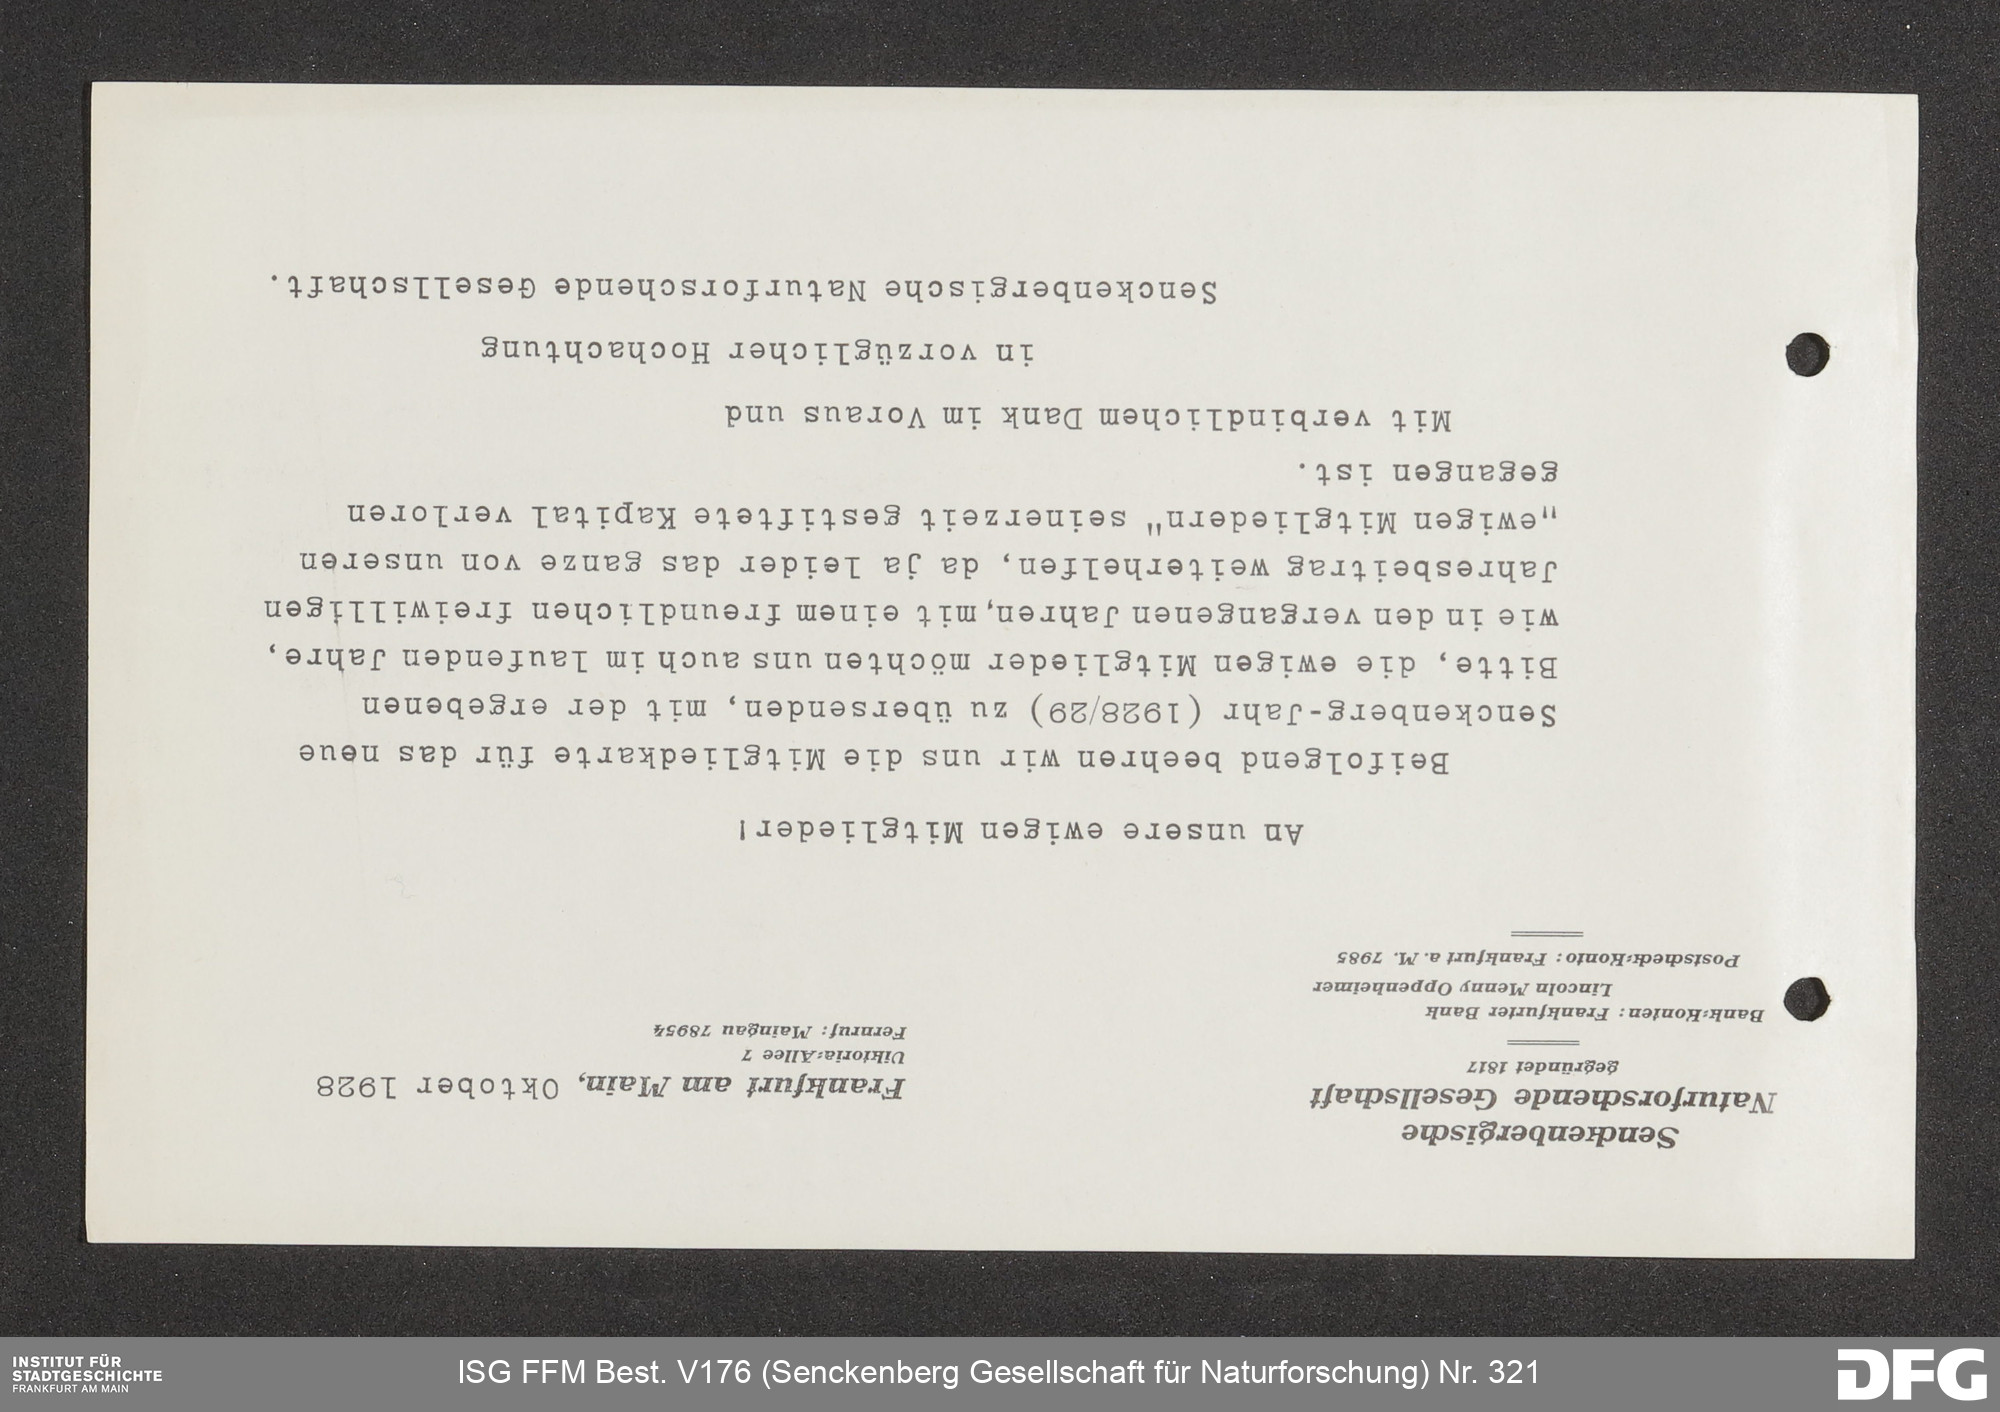 Senckenbergische
Naturforschende Gesellschaft
gegründet 1817
Bank-Konten: Frankfurter Bank
Lincoln Menny Oppenheimer
Postscheck-Konto: Frankfurt a. M. 7985
Frankfurt am Main, Oktober 1928
Viktoria-Allee 7
Fernruf: Maingau 78954
An unsere ewigen Mitglieder!
Beifolgend beehren wir uns die Mitgliedkarte für das neue
Senckenberg-Jahr (1928/29) zu übersenden, mit der ergebenen
Bitte, die ewigen Mitglieder möchten uns auch im laufenden Jahre,
wie in den vergangenen Jahren, mit einem freundlichen freiwilligen
Jahresbeitrag weiterhelfen, da ja leider das ganze von unseren
„ewigen Mitgliedern" seinerzeit gestiftete Kapital verloren
gegangen ist.
Mit verbindlichem Dank im Voraus und
in vorzüglicher Hochachtung
Senckenbergische Naturforschende Gesellschaft.
INSTITUT FÜR
STADTGESCHICHTE
FRANKFURT AM MAIN
ISG FFM Best. V176 (Senckenberg Gesellschaft für Naturforschung) Nr. 321
DFG